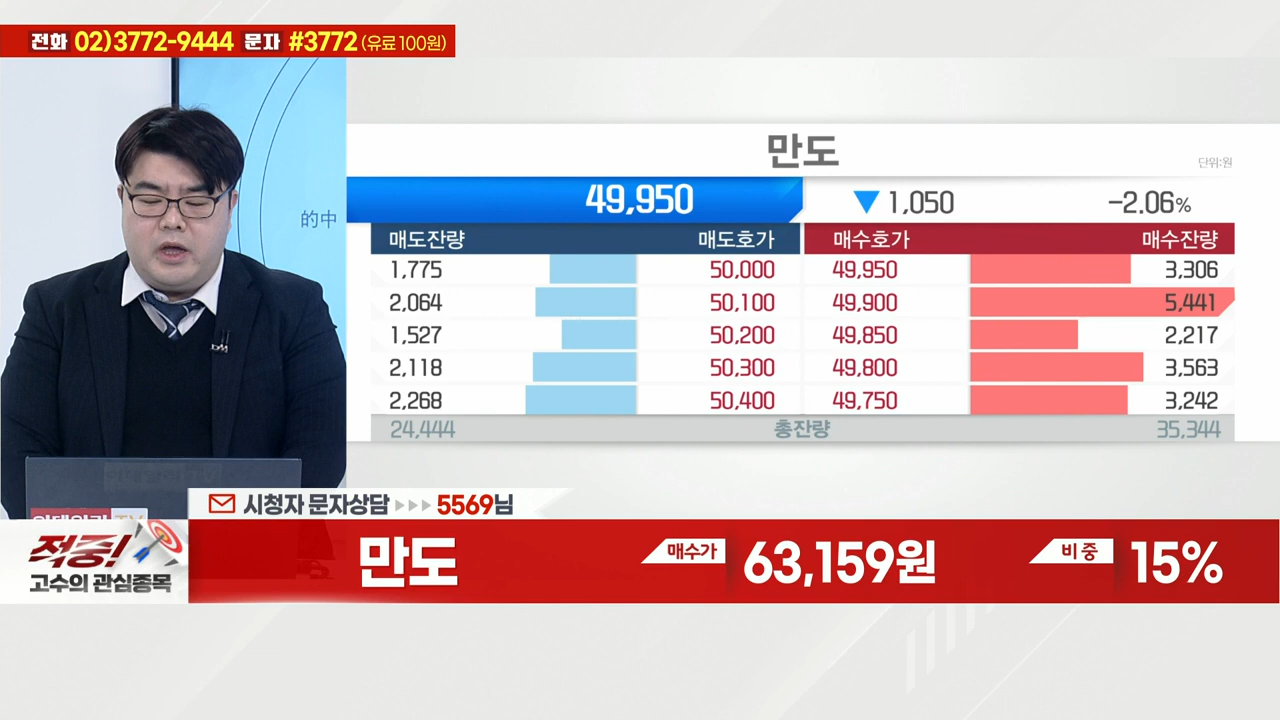 전화 02)3772-9444 문자 #3772 (유료 100원)
的中
만도
단위:원
49,950 ▼ 1,050 -2.06%
매도잔량 매도호가 매수호가 매수잔량
1,775 50,000 49,950 3,306
2,064 50,100 49,900 5,441
1,527 50,200 49,850 2,217
2,118 50,300 49,800 3,563
2,268 50,400 49,750 3,242
24,444 총잔량 35,344
시청자 문자상담 ▶▶▶ 5569님
적중!
고수의 관심종목
만도 매수가 63,159원 비중 15%